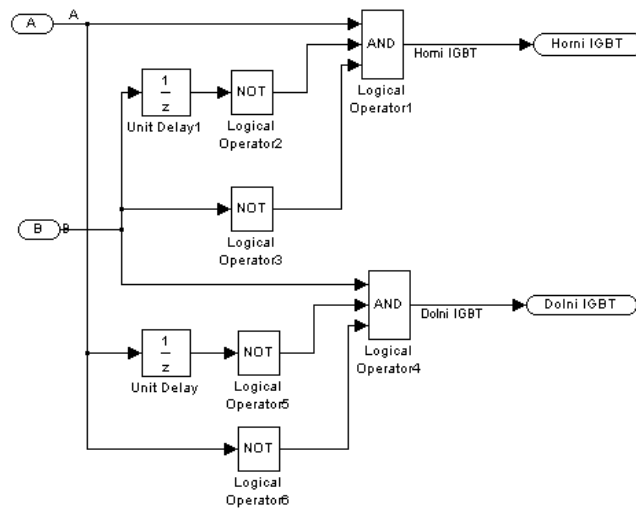 A
A
AND
Horni IGBT
Horni IGBT
Logical
Operator1
1
z
Unit Delay1
NOT
Logical
Operator2
NOT
Logical
Operator3
B
B
AND
Dolni IGBT
Dolni IGBT
Logical
Operator4
1
z
Unit Delay
NOT
Logical
Operator5
NOT
Logical
Operator6